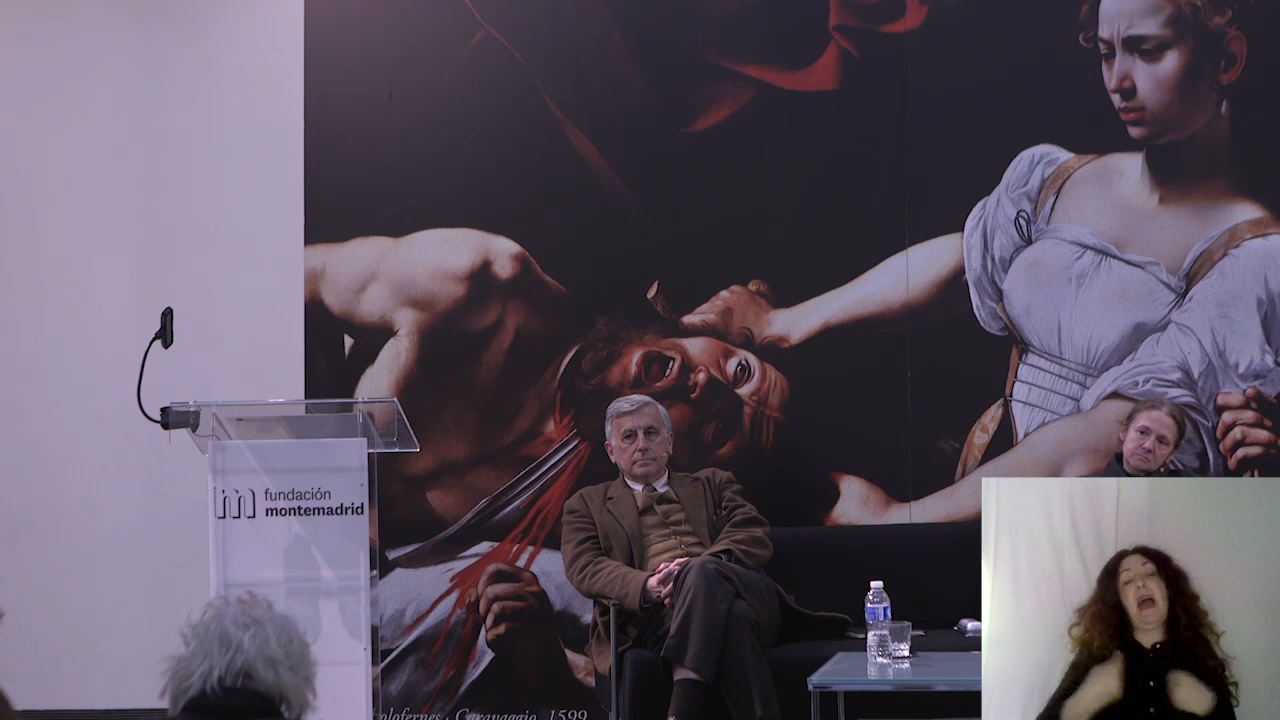 fundación
montemadrid
olofernes · Caravaggio, 1599